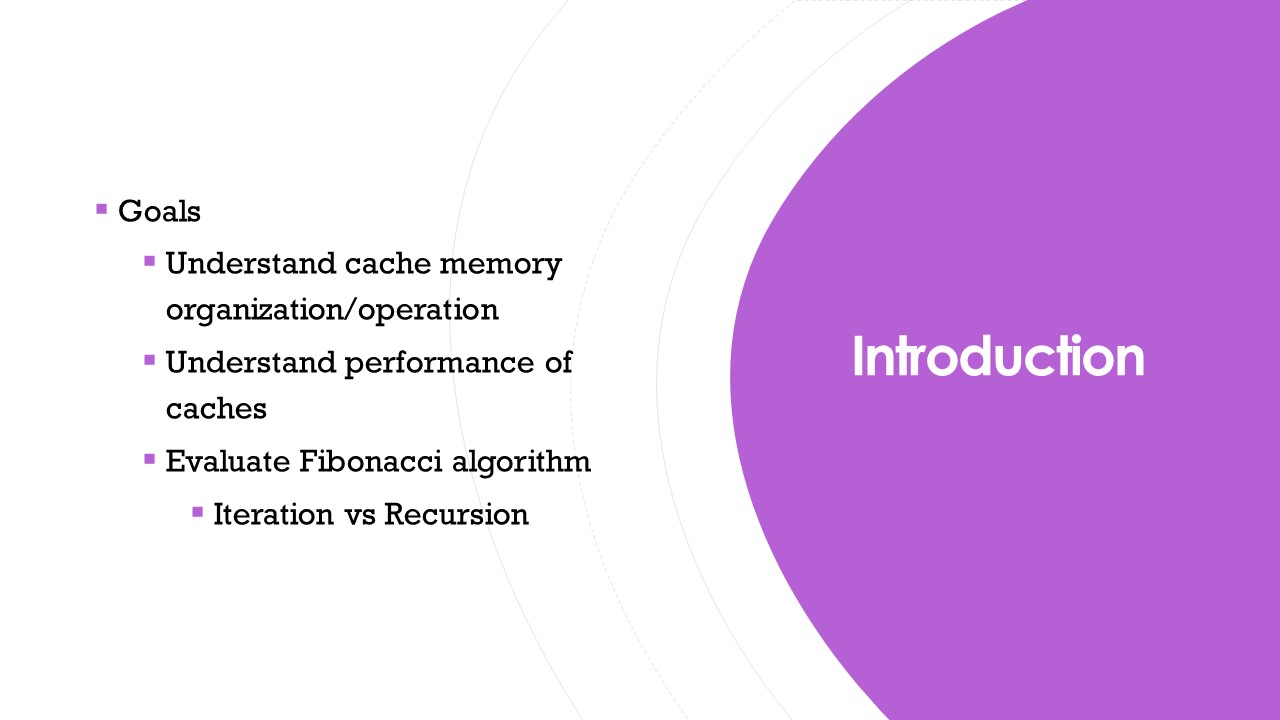 Goals
Understand cache memory
organization/operation
Understand performance of
caches
Evaluate Fibonacci algorithm
Iteration vs Recursion
Introduction